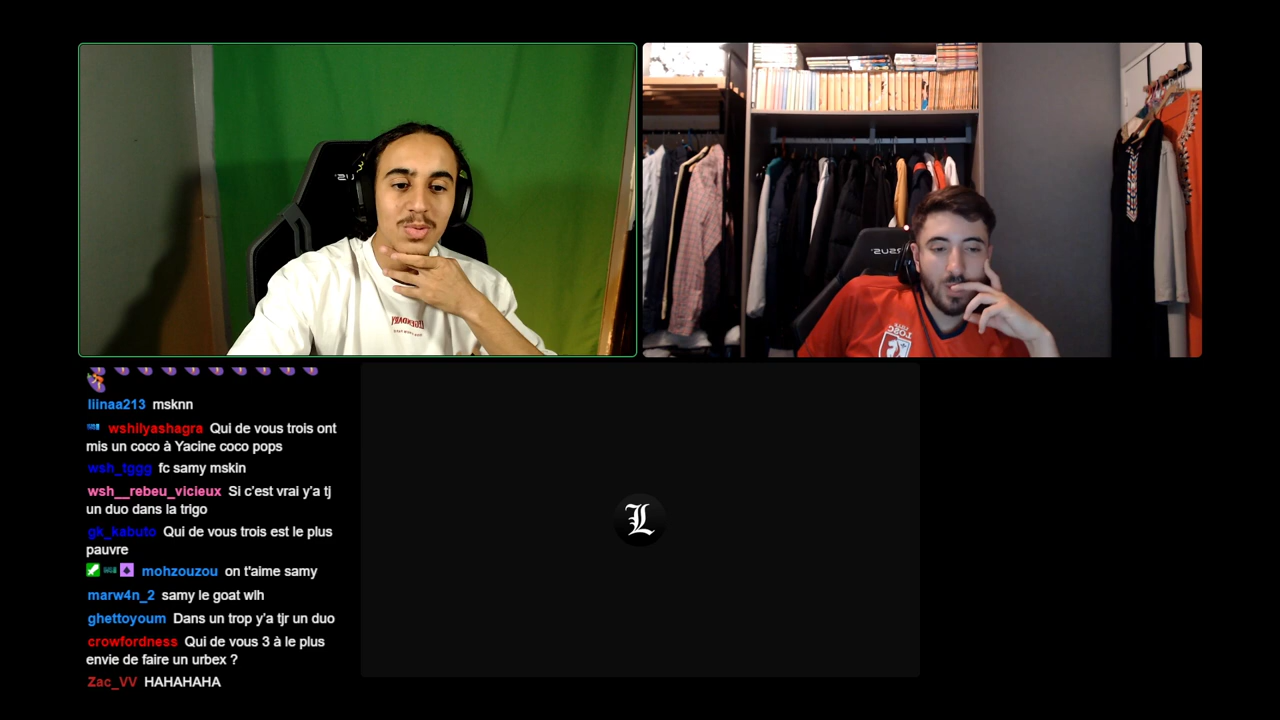 LOSC
L
liinaa213 msknn
wshilyashagra Qui de vous trois ont
mis un coco à Yacine coco pops
wsh_tggg fc samy mskin
wsh__rebeu_vicieux Si c'est vrai y'a tj
un duo dans la trigo
gk_kabuto Qui de vous trois est le plus
pauvre
mohzouzou on t'aime samy
marw4n_2 samy le goat wlh
ghettoyoum Dans un trop y'a tjr un duo
crowfordness Qui de vous 3 à le plus
envie de faire un urbex ?
Zac_VV HAHAHAHA